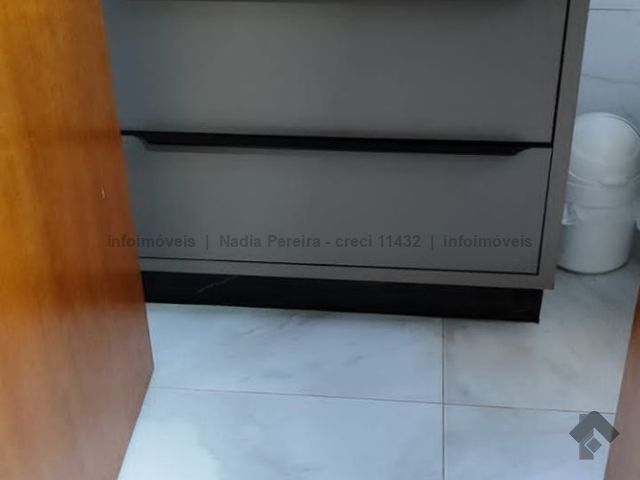 infoimóveis | Nadia Pereira - creci 11432 | infoimóveis